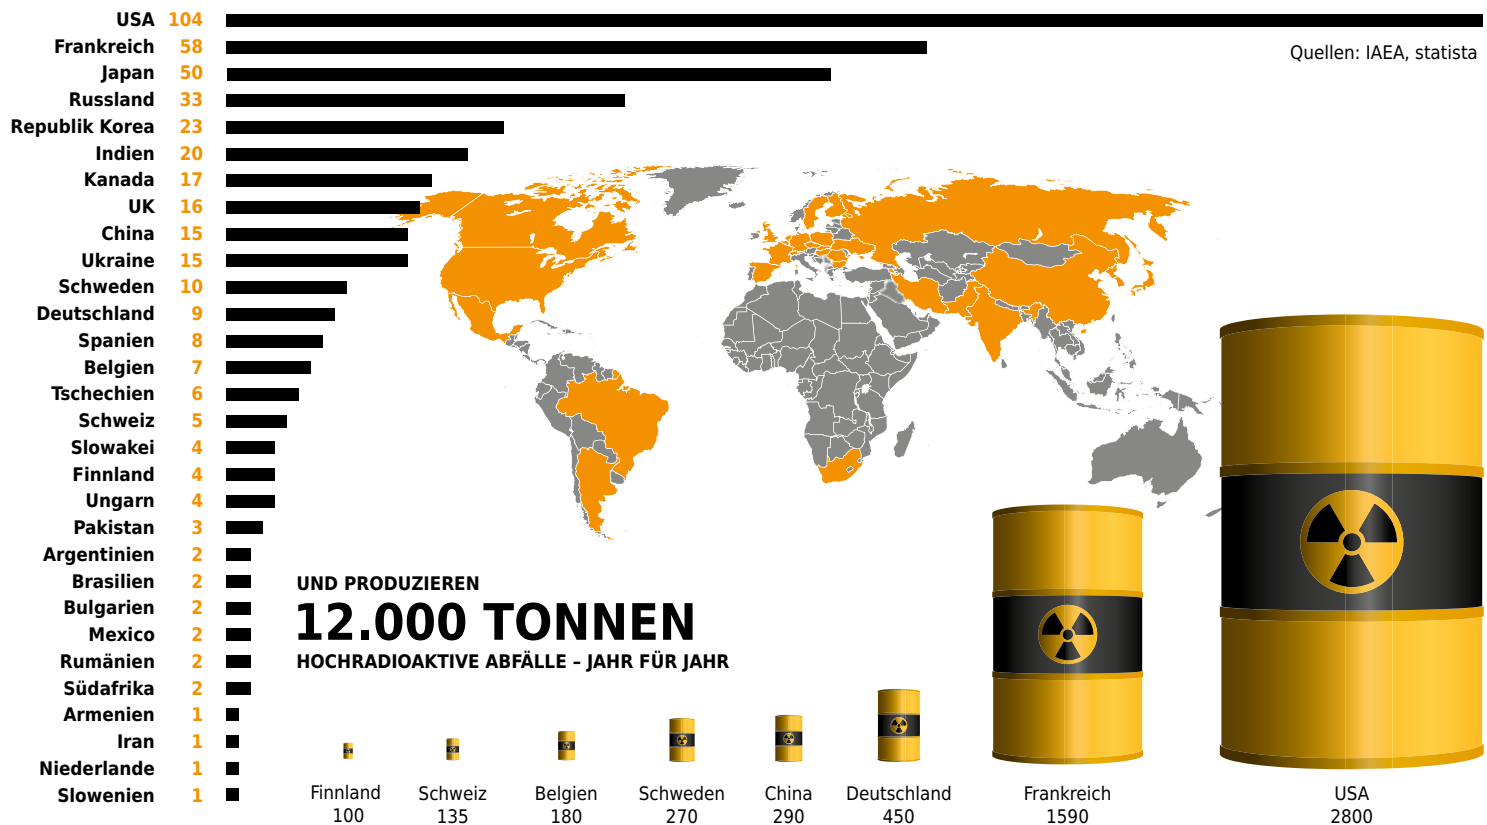 USA 104
Frankreich 58
Quellen: IAEA, statista
Japan 50
Russland 33
Republik Korea 23
Indien 20
Kanada 17
UK 16
China 15
Ukraine 15
Schweden 10
Deutschland 9
Spanien 8
Belgien 7
Tschechien 6
Schweiz 5
Slowakei 4
Finnland 4
Ungarn 4
Pakistan 3
Argentinien 2
Brasilien 2
Bulgarien 2
Mexico 2
Rumänien 2
Südafrika 2
Armenien 1
Iran 1
Niederlande 1
Slowenien 1
UND PRODUZIEREN
12.000 TONNEN
HOCHRADIOAKTIVE ABFÄLLE – JAHR FÜR JAHR
Finnland Schweiz Belgien Schweden China Deutschland Frankreich USA
100 135 180 270 290 450 1590 2800